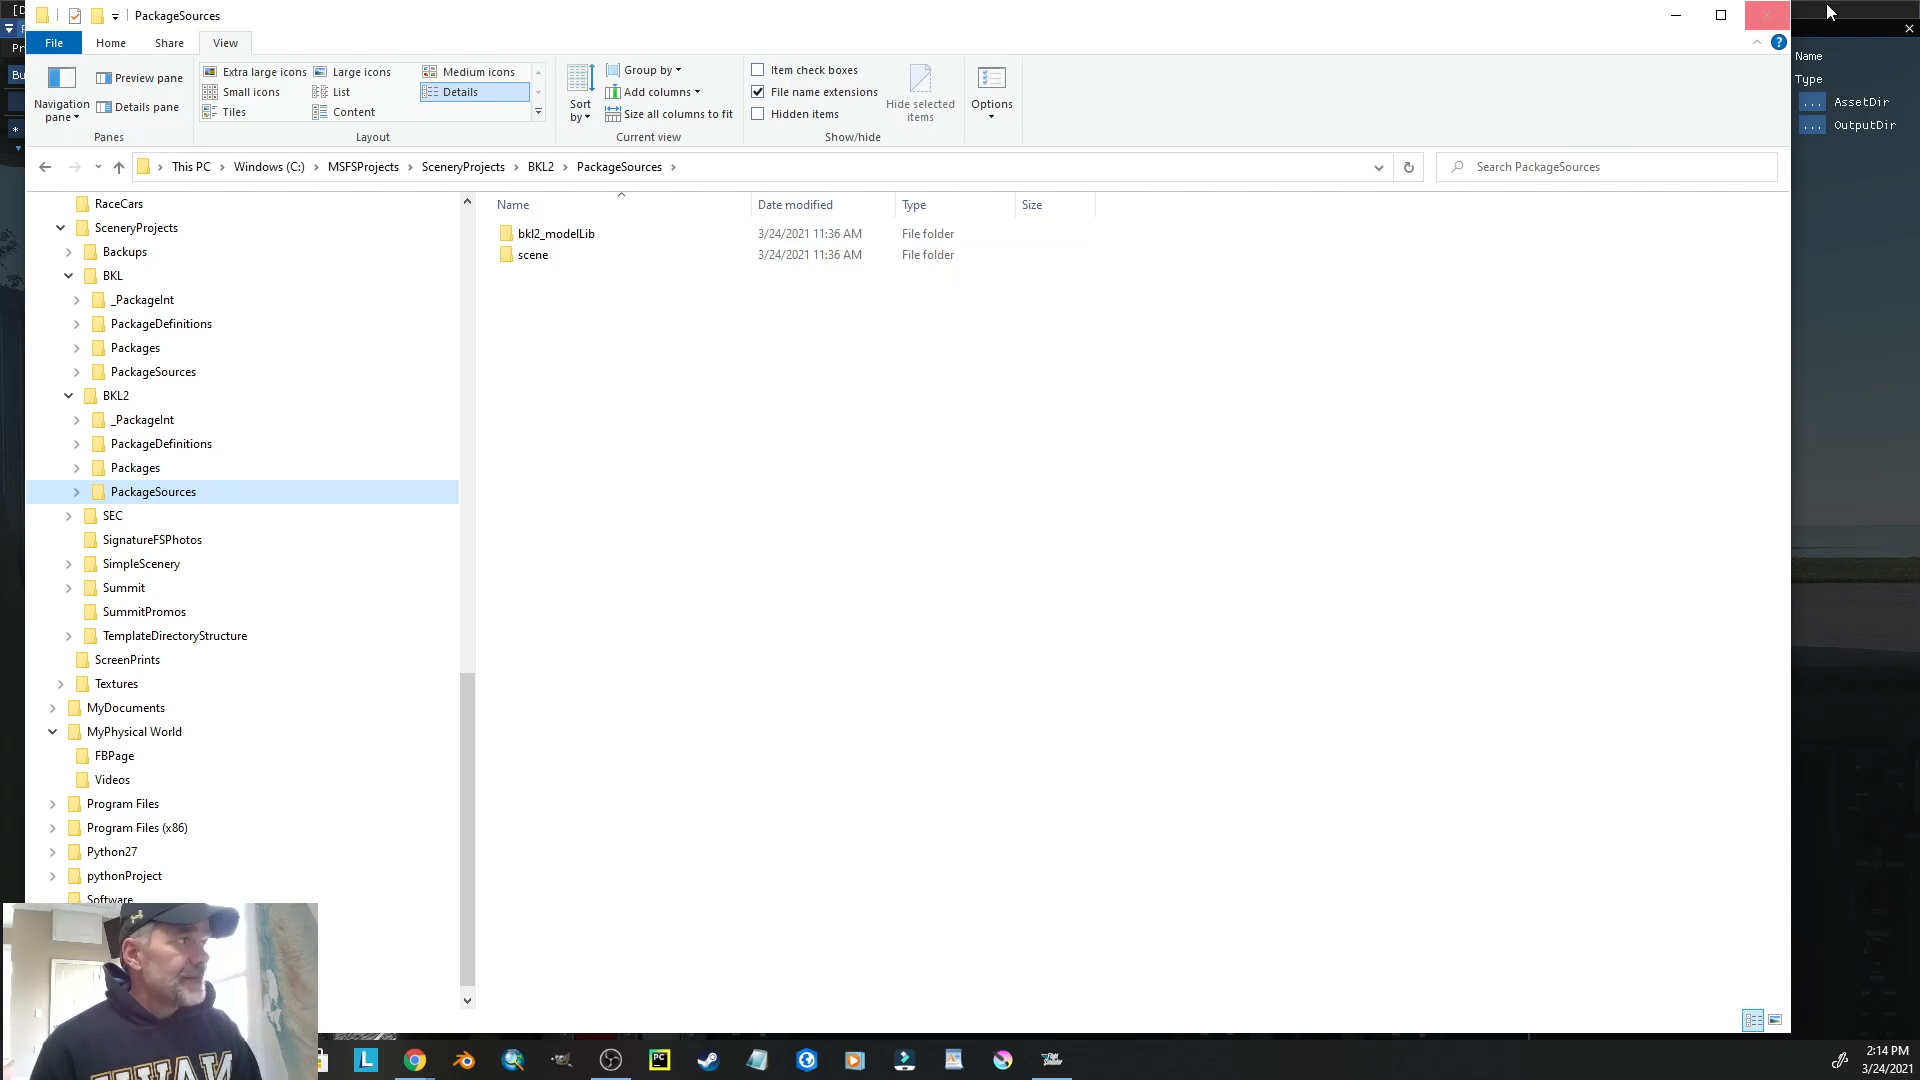 PackageSources
File
Home
Share
View
Navigation pane
Preview pane
Details pane
Panes
Extra large icons
Large icons
Medium icons
Small icons
List
Details
Tiles
Content
Layout
Sort by
Group by
Add columns
Size all columns to fit
Current view
Item check boxes
File name extensions
Hidden items
Hide selected items
Show/hide
Options
This PC > Windows (C:) > MSFSProjects > SceneryProjects > BKL2 > PackageSources >
Search PackageSources
RaceCars
SceneryProjects
Backups
BKL
_PackageInt
PackageDefinitions
Packages
PackageSources
BKL2
_PackageInt
PackageDefinitions
Packages
PackageSources
SEC
SignatureFSPhotos
SimpleScenery
Summit
SummitPromos
TemplateDirectoryStructure
ScreenPrints
Textures
MyDocuments
MyPhysical World
FBPage
Videos
Program Files
Program Files (x86)
Python27
pythonProject
Software
Name Date modified Type Size
bkl2_modelLib 3/24/2021 11:36 AM File folder
scene 3/24/2021 11:36 AM File folder
Name
Type
... AssetDir
... OutputDir
L
PC
2:14 PM
3/24/2021